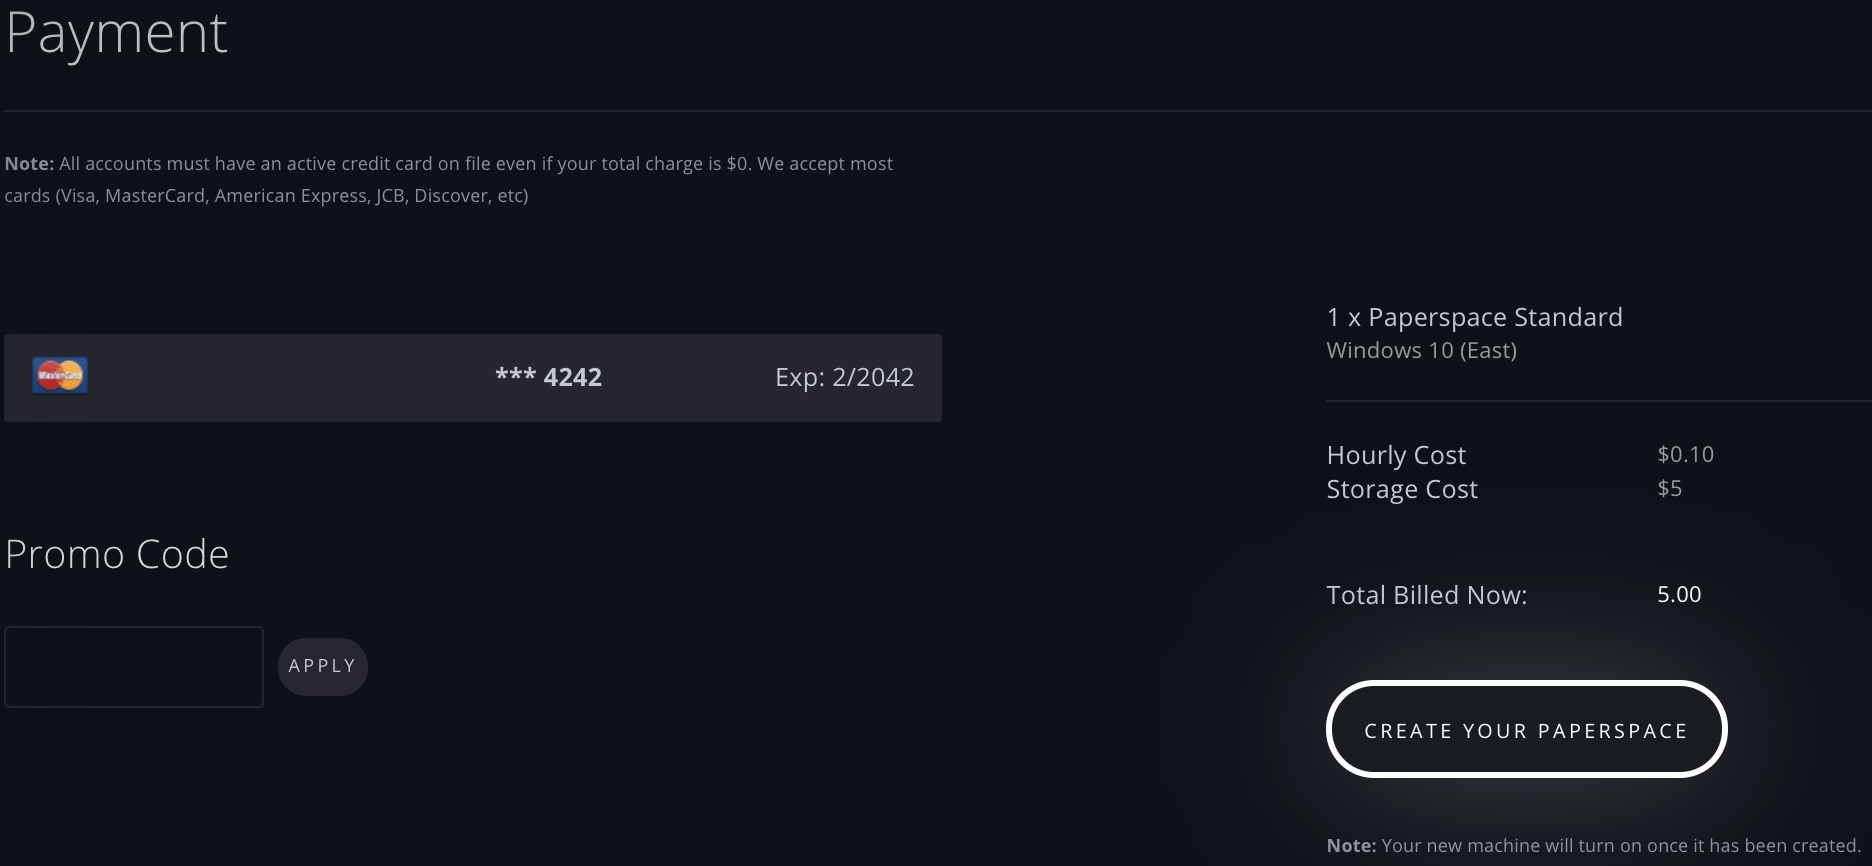 Payment
Note: All accounts must have an active credit card on file even if your total charge is $0. We accept most
cards (Visa, MasterCard, American Express, JCB, Discover, etc)
MasterCard
*** 4242
Exp: 2/2042
Promo Code
APPLY
1 x Paperspace Standard
Windows 10 (East)
Hourly Cost $0.10
Storage Cost $5
Total Billed Now: 5.00
CREATE YOUR PAPERSPACE
Note: Your new machine will turn on once it has been created.